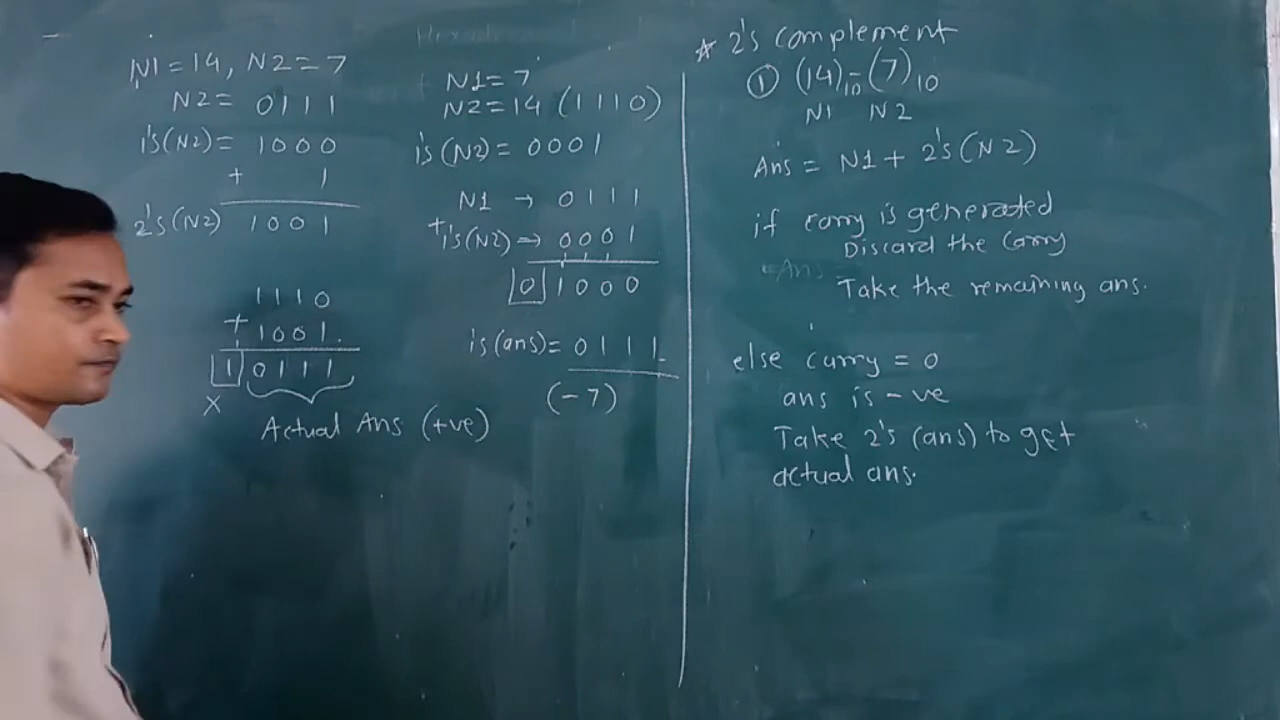 N1 = 14, N2 = 7
N2 = 0111
1's(N2) = 1000
+ 1
2's(N2) 1001
1110
+ 1001.
1 0111
X
Actual Ans (+ve)
N1 = 7
N2 = 14 (1110)
1's(N2) = 0001
N1 → 0111
+1's(N2) → 0001
0 1000
1s(ans) = 0111
(-7)
* 2's complement
① (14)10 - (7)10
N1 N2
Ans = N1 + 2's(N2)
if carry is generated
Discard the carry
Ans =
Take the remaining ans.
else carry = 0
ans is -ve
Take 2's (ans) to get
actual ans.